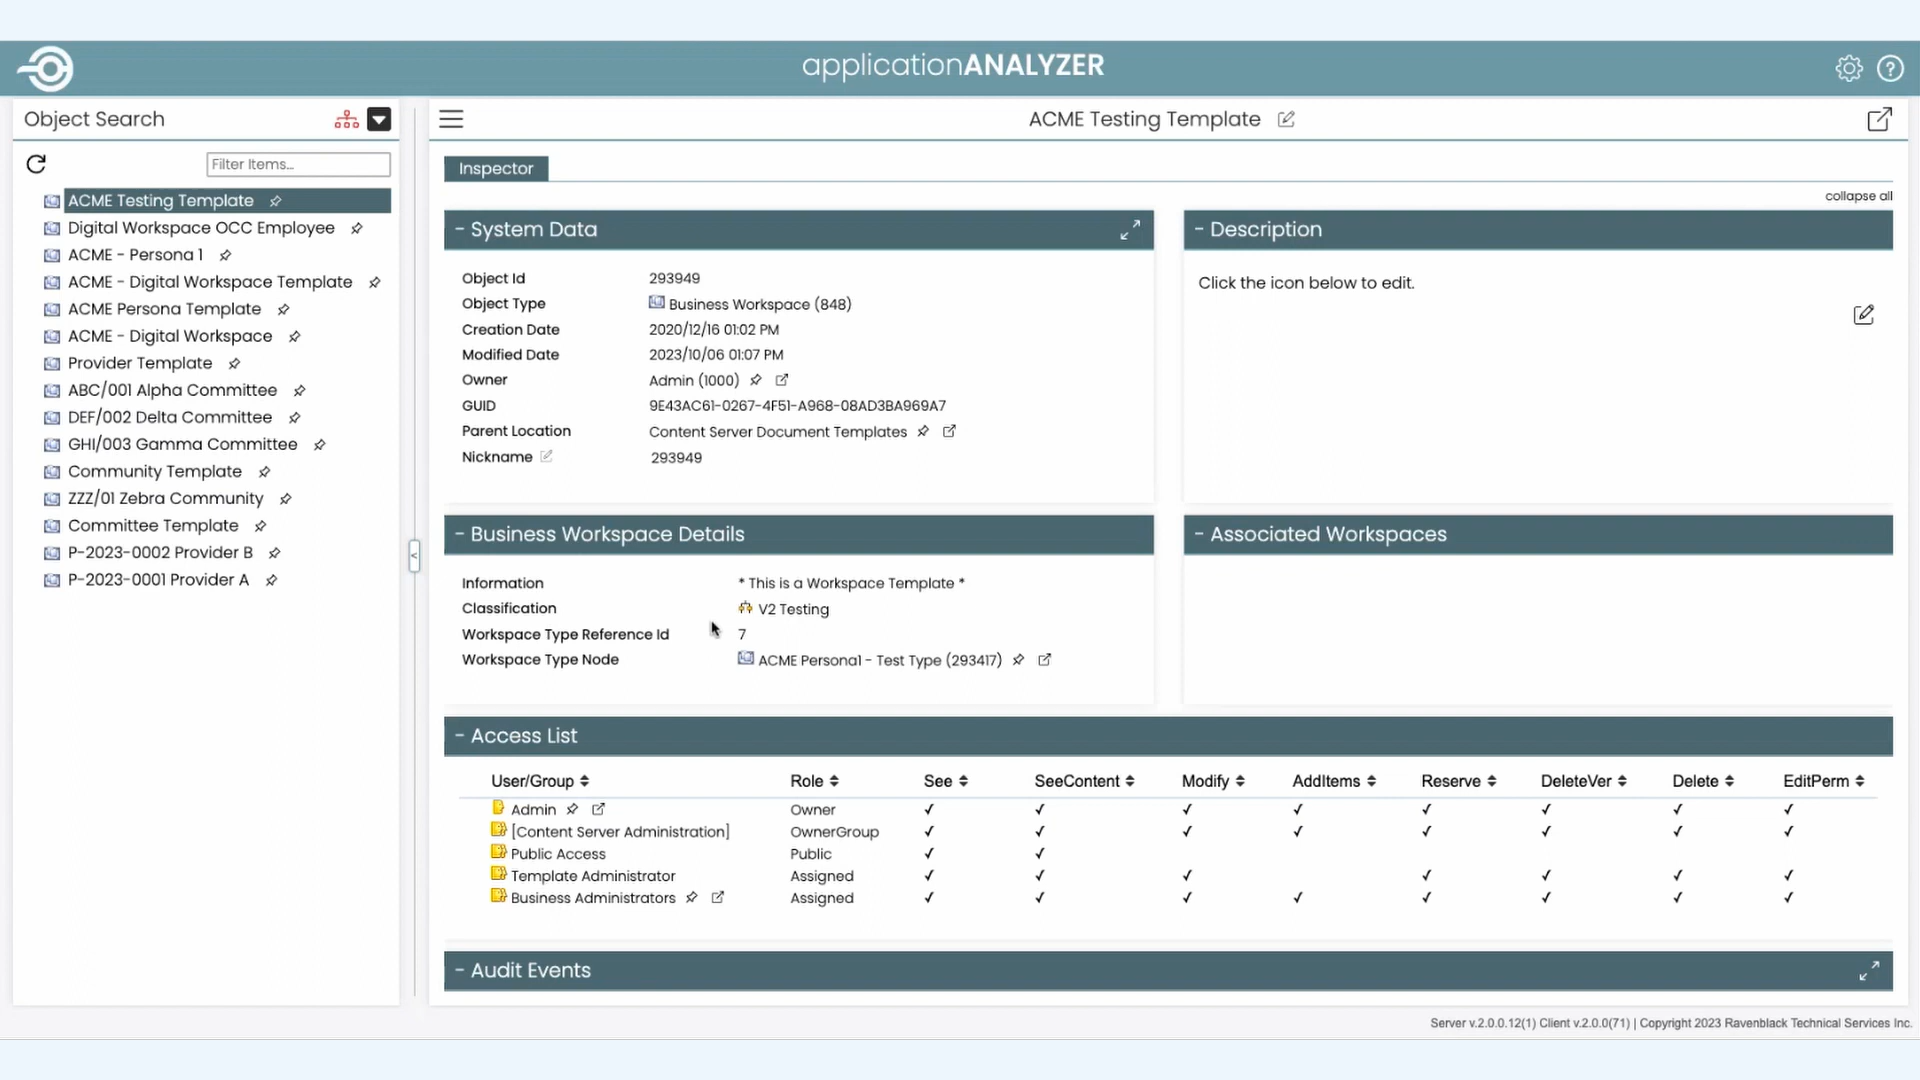 applicationANALYZER
Object Search
ACME Testing Template
Filter Items...
ACME Testing Template
Digital Workspace OCC Employee
ACME - Persona 1
ACME - Digital Workspace Template
ACME Persona Template
ACME - Digital Workspace
Provider Template
ABC/001 Alpha Committee
DEF/002 Delta Committee
GHI/003 Gamma Committee
Community Template
ZZZ/01 Zebra Community
Committee Template
P-2023-0002 Provider B
P-2023-0001 Provider A
<
Inspector
collapse all
- System Data
Object Id 293949
Object Type Business Workspace (848)
Creation Date 2020/12/16 01:02 PM
Modified Date 2023/10/06 01:07 PM
Owner Admin (1000)
GUID 9E43AC61-0267-4F51-A968-08AD3BA969A7
Parent Location Content Server Document Templates
Nickname 293949
- Description
Click the icon below to edit.
- Business Workspace Details
Information * This is a Workspace Template *
Classification V2 Testing
Workspace Type Reference Id 7
Workspace Type Node ACME Persona1 - Test Type (293417)
- Associated Workspaces
- Access List
User/Group Role See SeeContent Modify AddItems Reserve DeleteVer Delete EditPerm
Admin Owner ✓ ✓ ✓ ✓ ✓ ✓ ✓ ✓
[Content Server Administration] OwnerGroup ✓ ✓ ✓ ✓ ✓ ✓ ✓ ✓
Public Access Public ✓ ✓
Template Administrator Assigned ✓ ✓ ✓ ✓ ✓ ✓ ✓
Business Administrators Assigned ✓ ✓ ✓ ✓ ✓ ✓ ✓ ✓
- Audit Events
Server v.2.0.0.12(1) Client v.2.0.0(71) | Copyright 2023 Ravenblack Technical Services Inc.